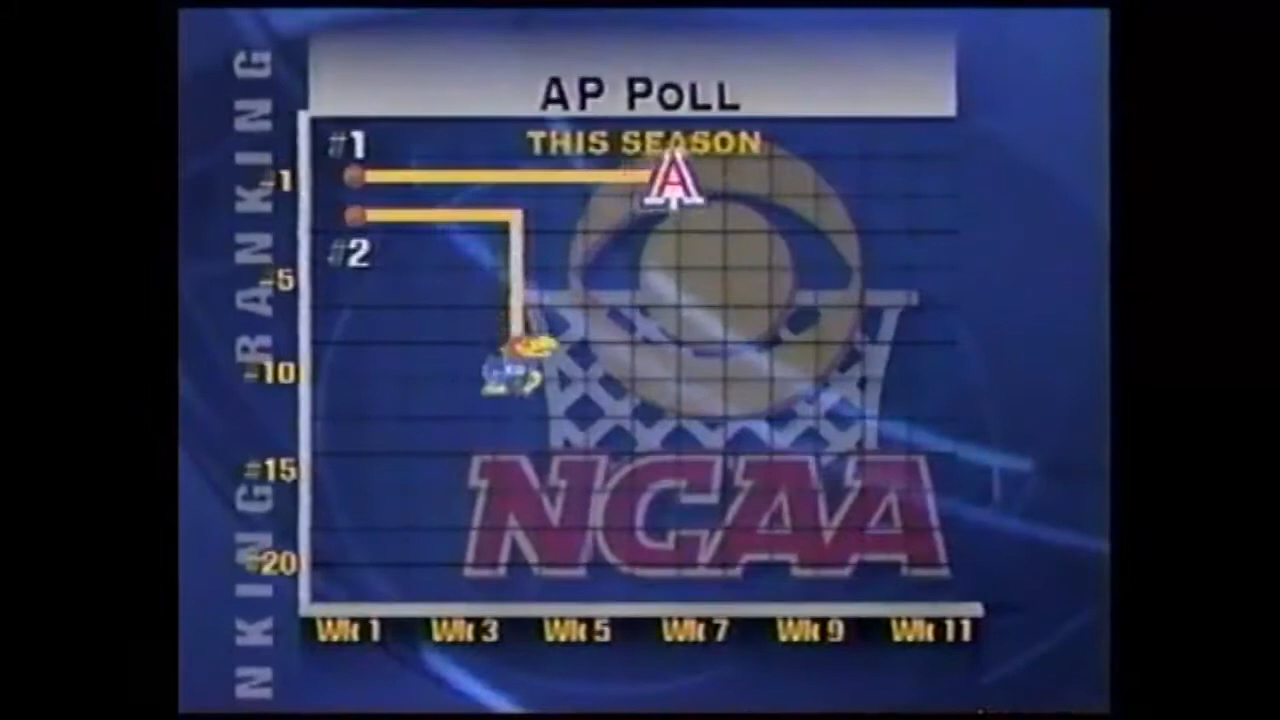 AP POLL
THIS SEASON
#1
#2
1
5
10
#15
20
Wk 1 Wk 3 Wk 5 Wk 7 Wk 9 Wk 11
RANKING
NKING
A
NCAA